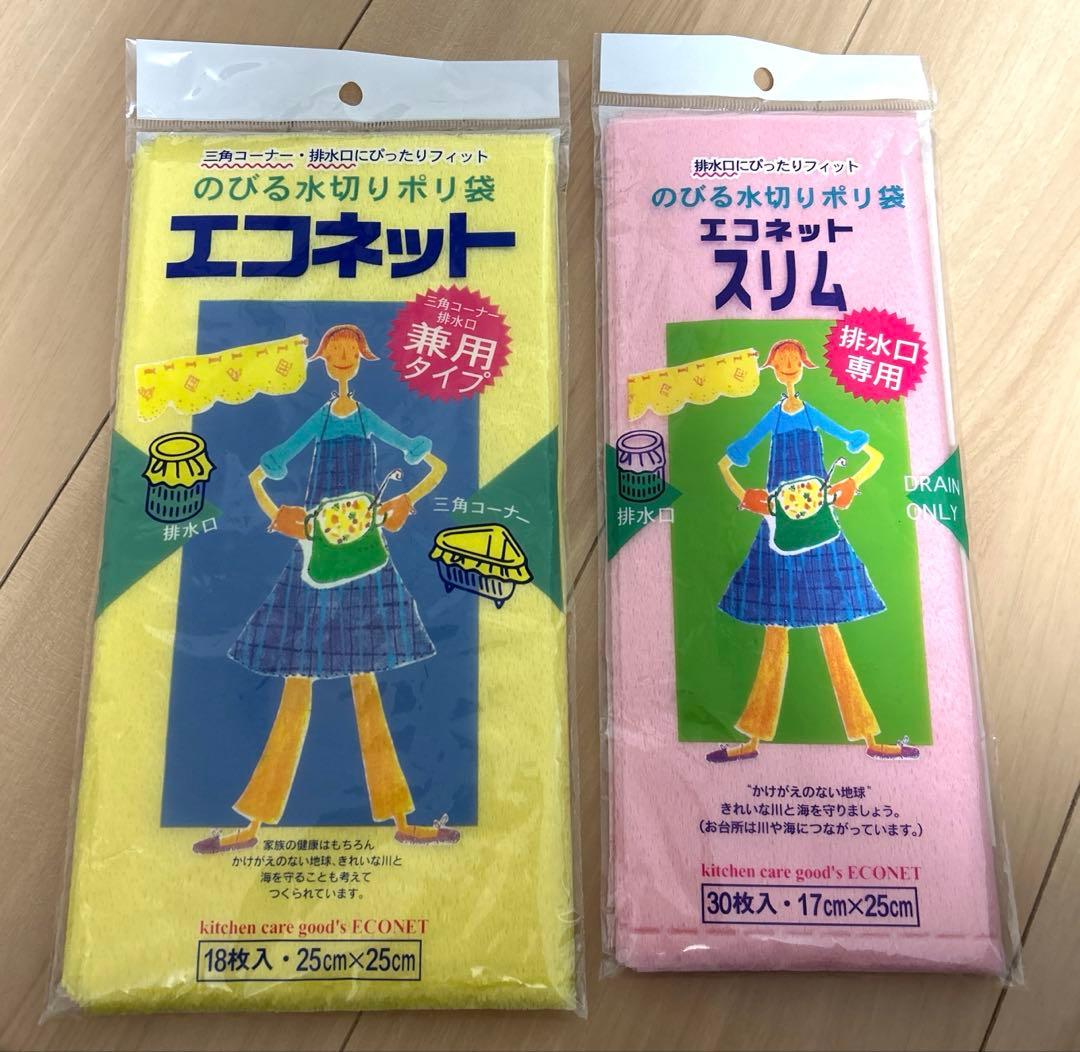 三角コーナー・排水口にぴったりフィット
のびる水切りポリ袋
エコネット
三角コーナー
排水口
兼用
タイプ
排水口
三角コーナー
家族の健康はもちろん
かけがえのない地球、きれいな川と
海を守ることも考えて
つくられています。
kitchen care good's ECONET
18枚入・25cm×25cm
排水口にぴったりフィット
のびる水切りポリ袋
エコネット
スリム
排水口
専用
排水口
DRAIN
ONLY
"かけがえのない地球"
きれいな川と海を守りましょう。
(お台所は川や海につながっています。)
kitchen care good's ECONET
30枚入・17cm×25cm